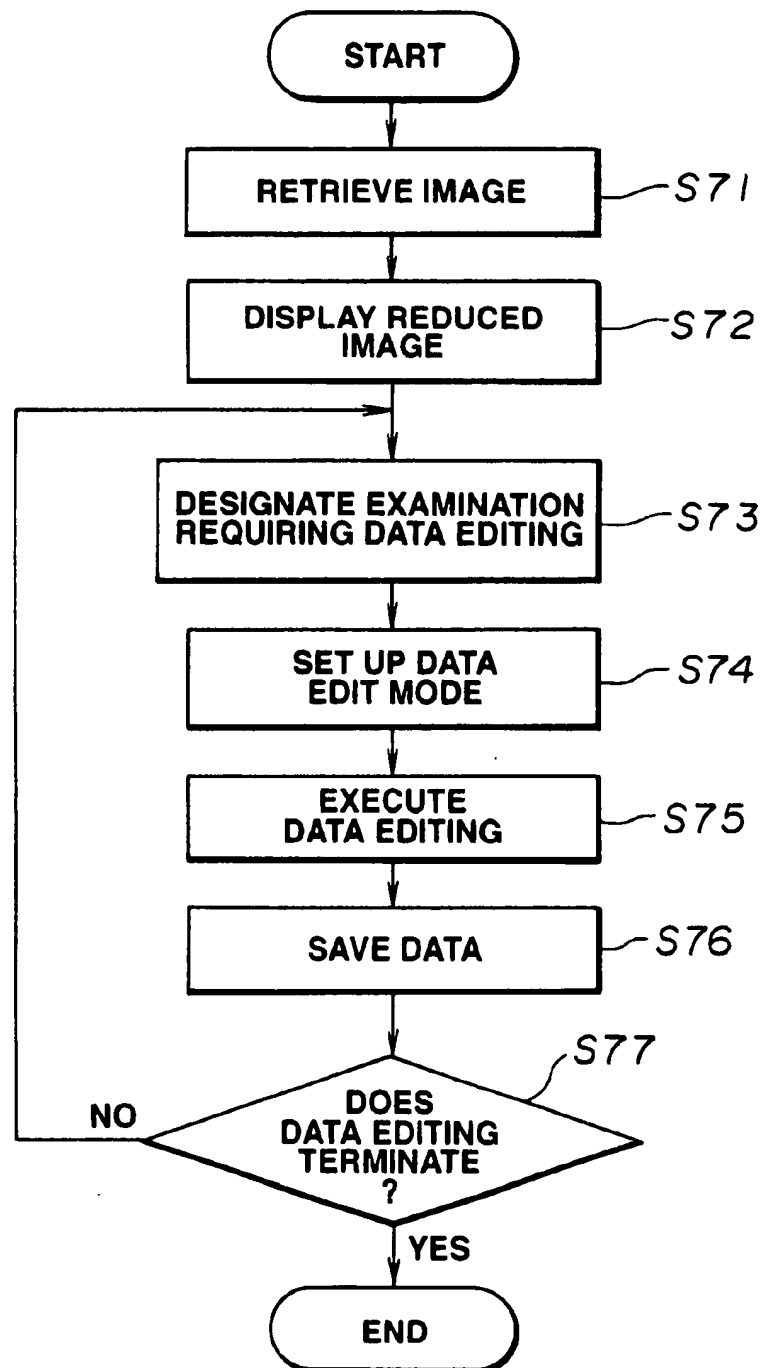 START
RETRIEVE IMAGE
S71
DISPLAY REDUCED
IMAGE
S72
DESIGNATE EXAMINATION
REQUIRING DATA EDITING
S73
SET UP DATA
EDIT MODE
S74
EXECUTE
DATA EDITING
S75
SAVE DATA
S76
S77
DOES
DATA EDITING
TERMINATE
?
NO
YES
END